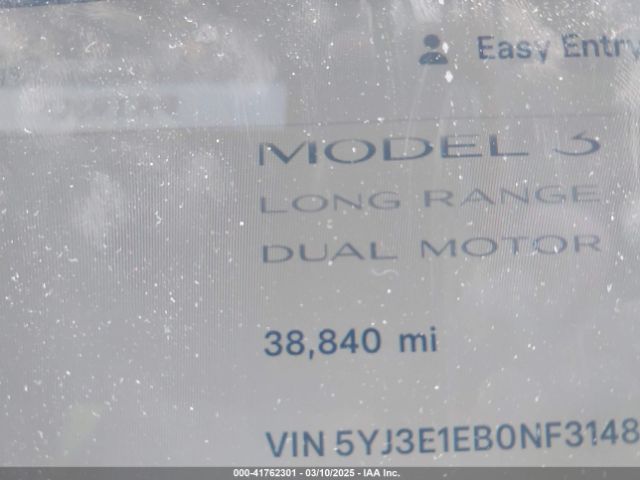 Easy Entry
MODEL 3
LONG RANGE
DUAL MOTOR
38,840 mi
VIN 5YJ3E1EB0NF3148
000-41762301 - 03/10/2025 - IAA Inc.